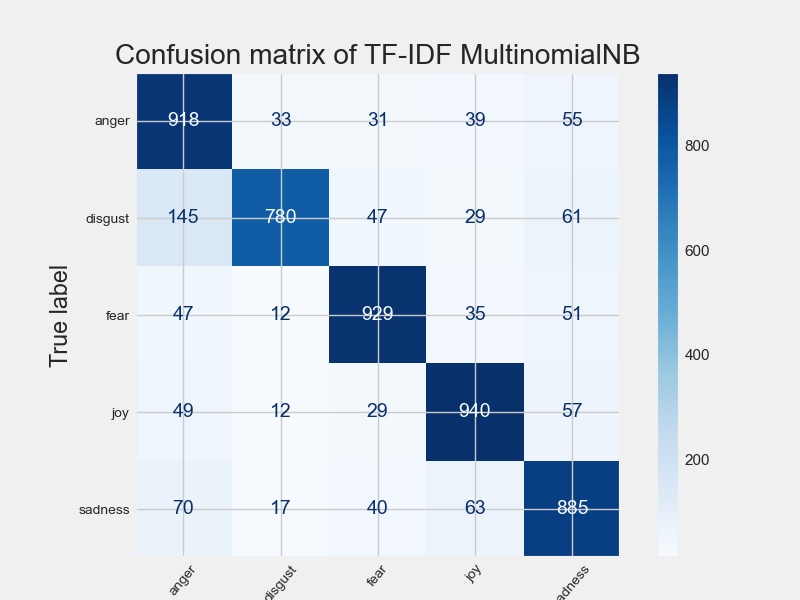 Confusion matrix of TF-IDF MultinomialNB
anger 918 33 31 39 55
800
disgust 145 780 47 29 61
600
True label
fear 47 12 929 35 51
400
joy 49 12 29 940 57
200
sadness 70 17 40 63 885
anger disgust fear joy adness